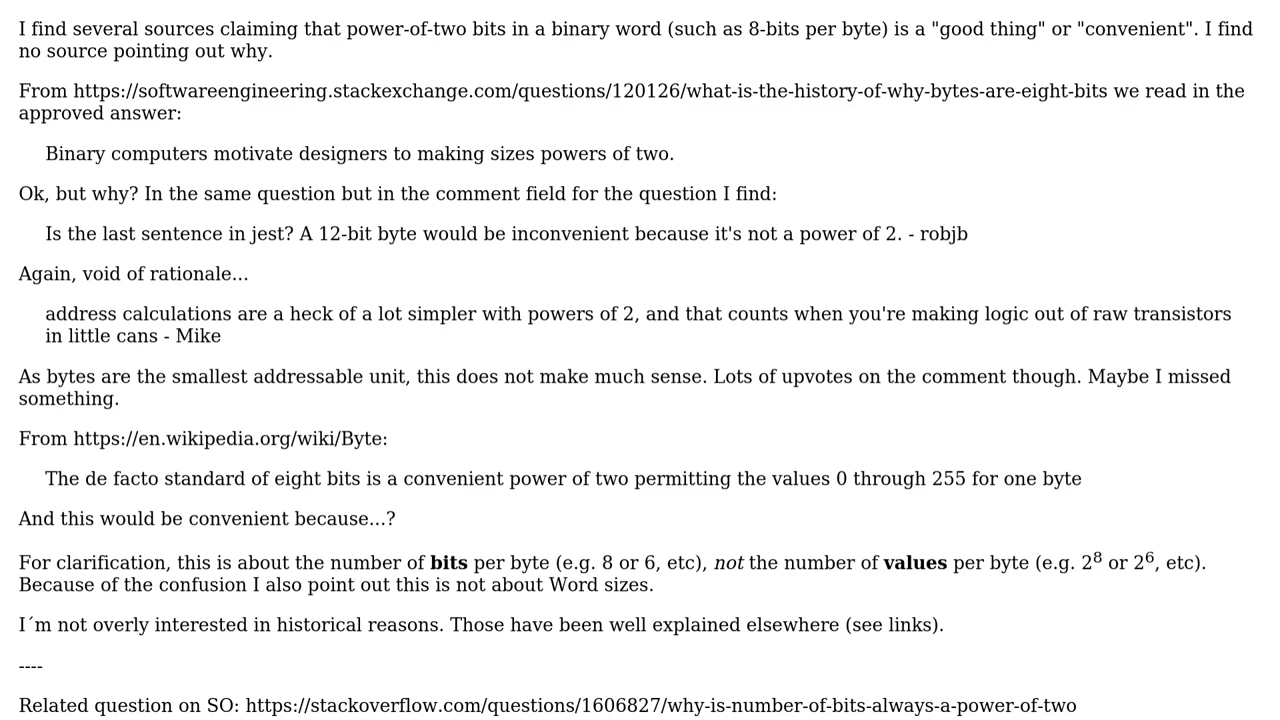 I find several sources claiming that power-of-two bits in a binary word (such as 8-bits per byte) is a "good thing" or "convenient". I find
no source pointing out why.
From https://softwareengineering.stackexchange.com/questions/120126/what-is-the-history-of-why-bytes-are-eight-bits we read in the
approved answer:
Binary computers motivate designers to making sizes powers of two.
Ok, but why? In the same question but in the comment field for the question I find:
Is the last sentence in jest? A 12-bit byte would be inconvenient because it's not a power of 2. - robjb
Again, void of rationale...
address calculations are a heck of a lot simpler with powers of 2, and that counts when you're making logic out of raw transistors
in little cans - Mike
As bytes are the smallest addressable unit, this does not make much sense. Lots of upvotes on the comment though. Maybe I missed
something.
From https://en.wikipedia.org/wiki/Byte:
The de facto standard of eight bits is a convenient power of two permitting the values 0 through 255 for one byte
And this would be convenient because...?
For clarification, this is about the number of bits per byte (e.g. 8 or 6, etc), not the number of values per byte (e.g. 2⁸ or 2⁶, etc).
Because of the confusion I also point out this is not about Word sizes.
I´m not overly interested in historical reasons. Those have been well explained elsewhere (see links).
----
Related question on SO: https://stackoverflow.com/questions/1606827/why-is-number-of-bits-always-a-power-of-two